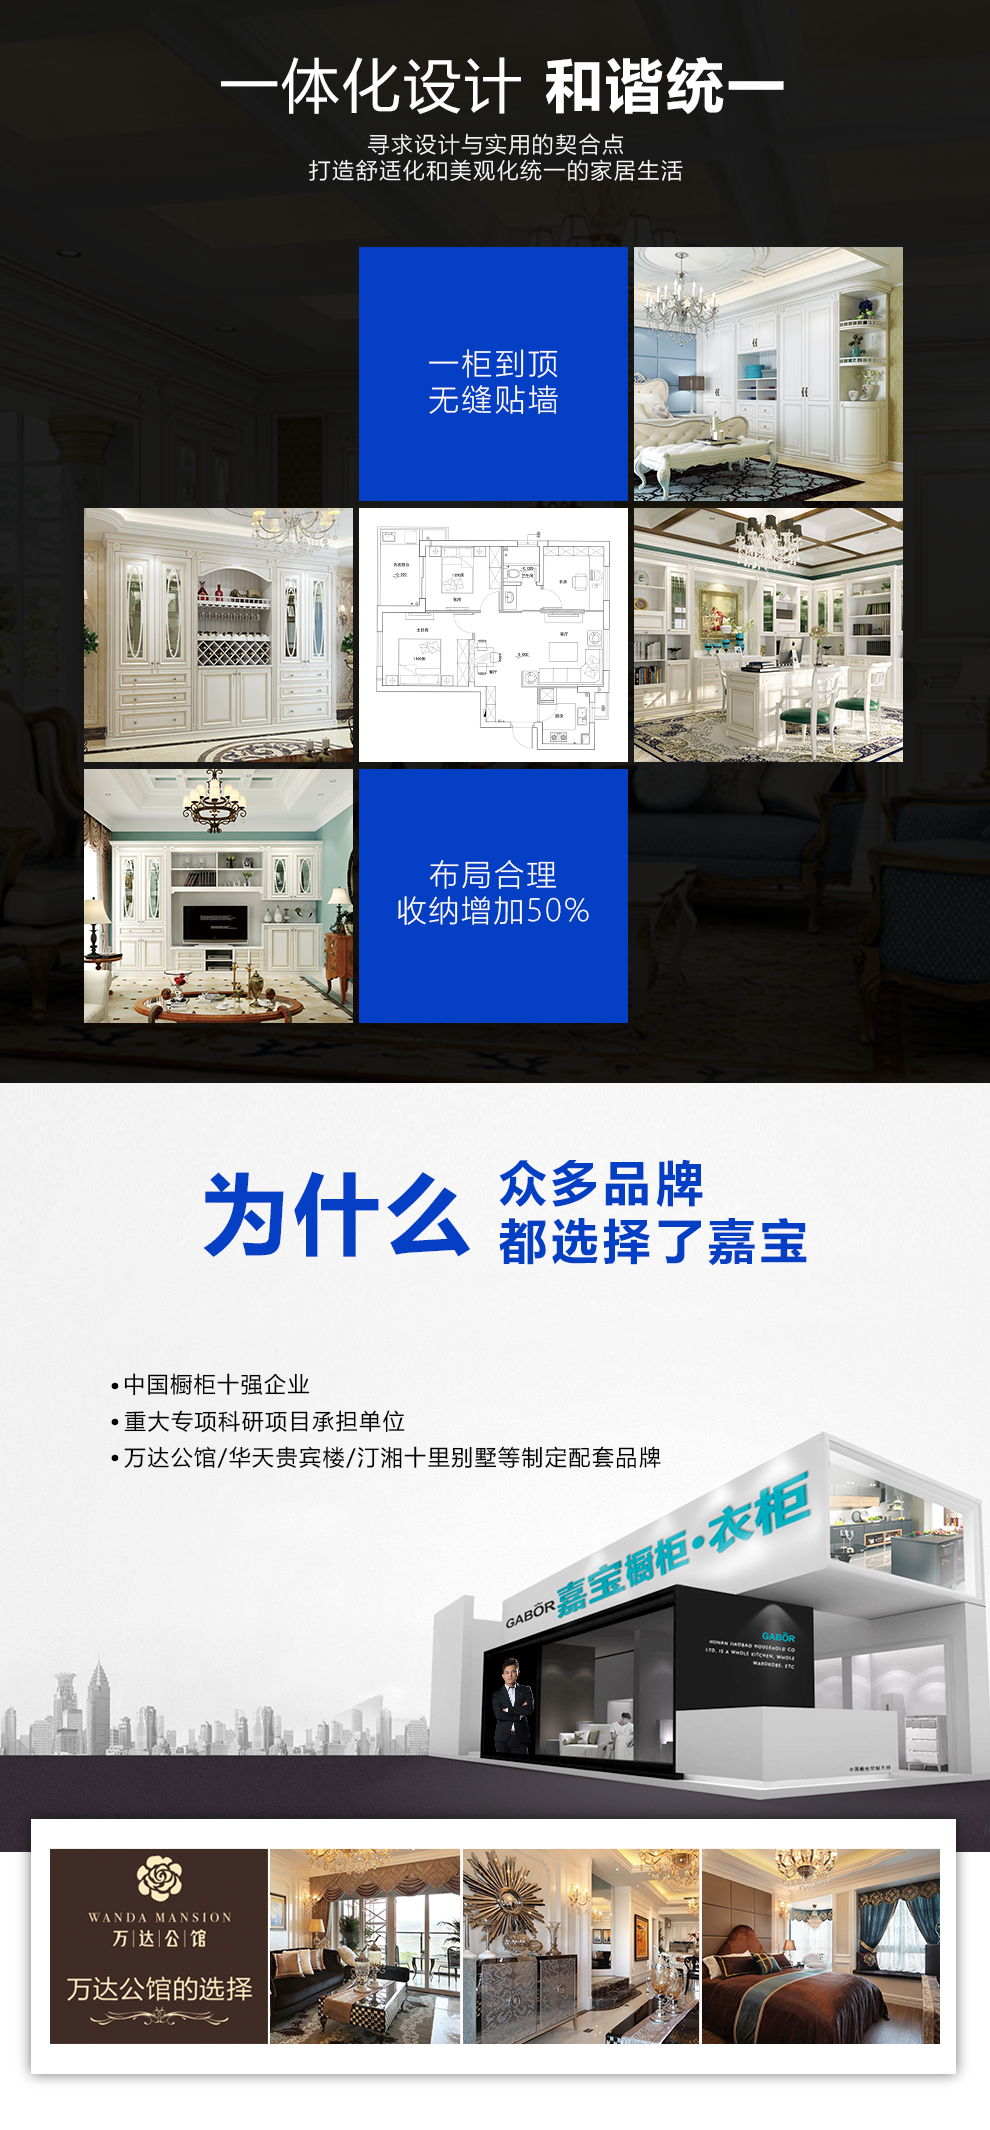 一体化设计 和谐统一
寻求设计与实用的契合点
打造舒适化和美观化统一的家居生活
一柜到顶
无缝贴墙
布局合理
收纳增加50%
为什么
众多品牌
都选择了嘉宝
•中国橱柜十强企业
•重大专项科研项目承担单位
•万达公馆/华天贵宾楼/汀湘十里别墅等制定配套品牌
GABOR嘉宝橱柜·衣柜
GABOR
HUNAN JIAOBAO HOUSEHOLD CO
LTD. IS A WHOLE KITCHEN, WHOLE
WARDROBE, ETC
WANDA MANSION
万|达|公|馆
万达公馆的选择